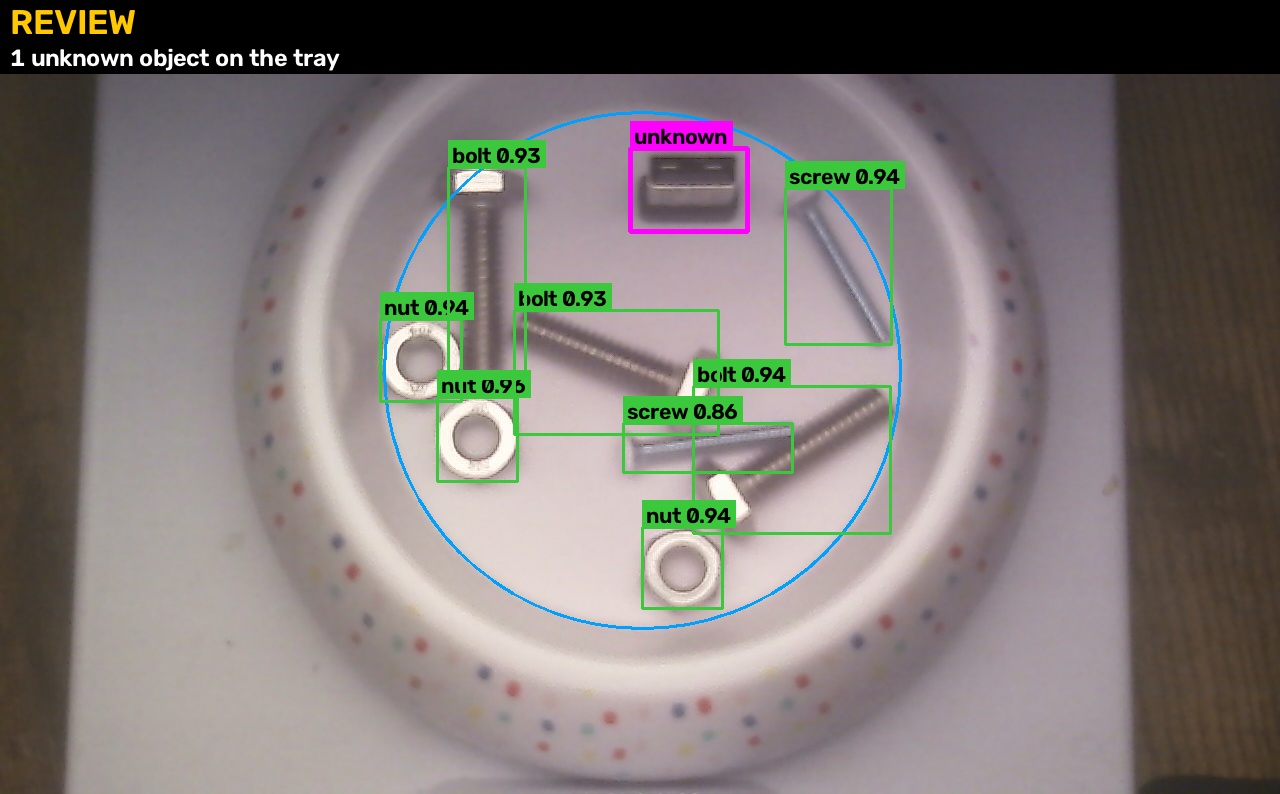 REVIEW
1 unknown object on the tray
unknown
bolt 0.93
screw 0.94
bolt 0.93
nut 0.94
bolt 0.94
nut 0.96
screw 0.86
nut 0.94